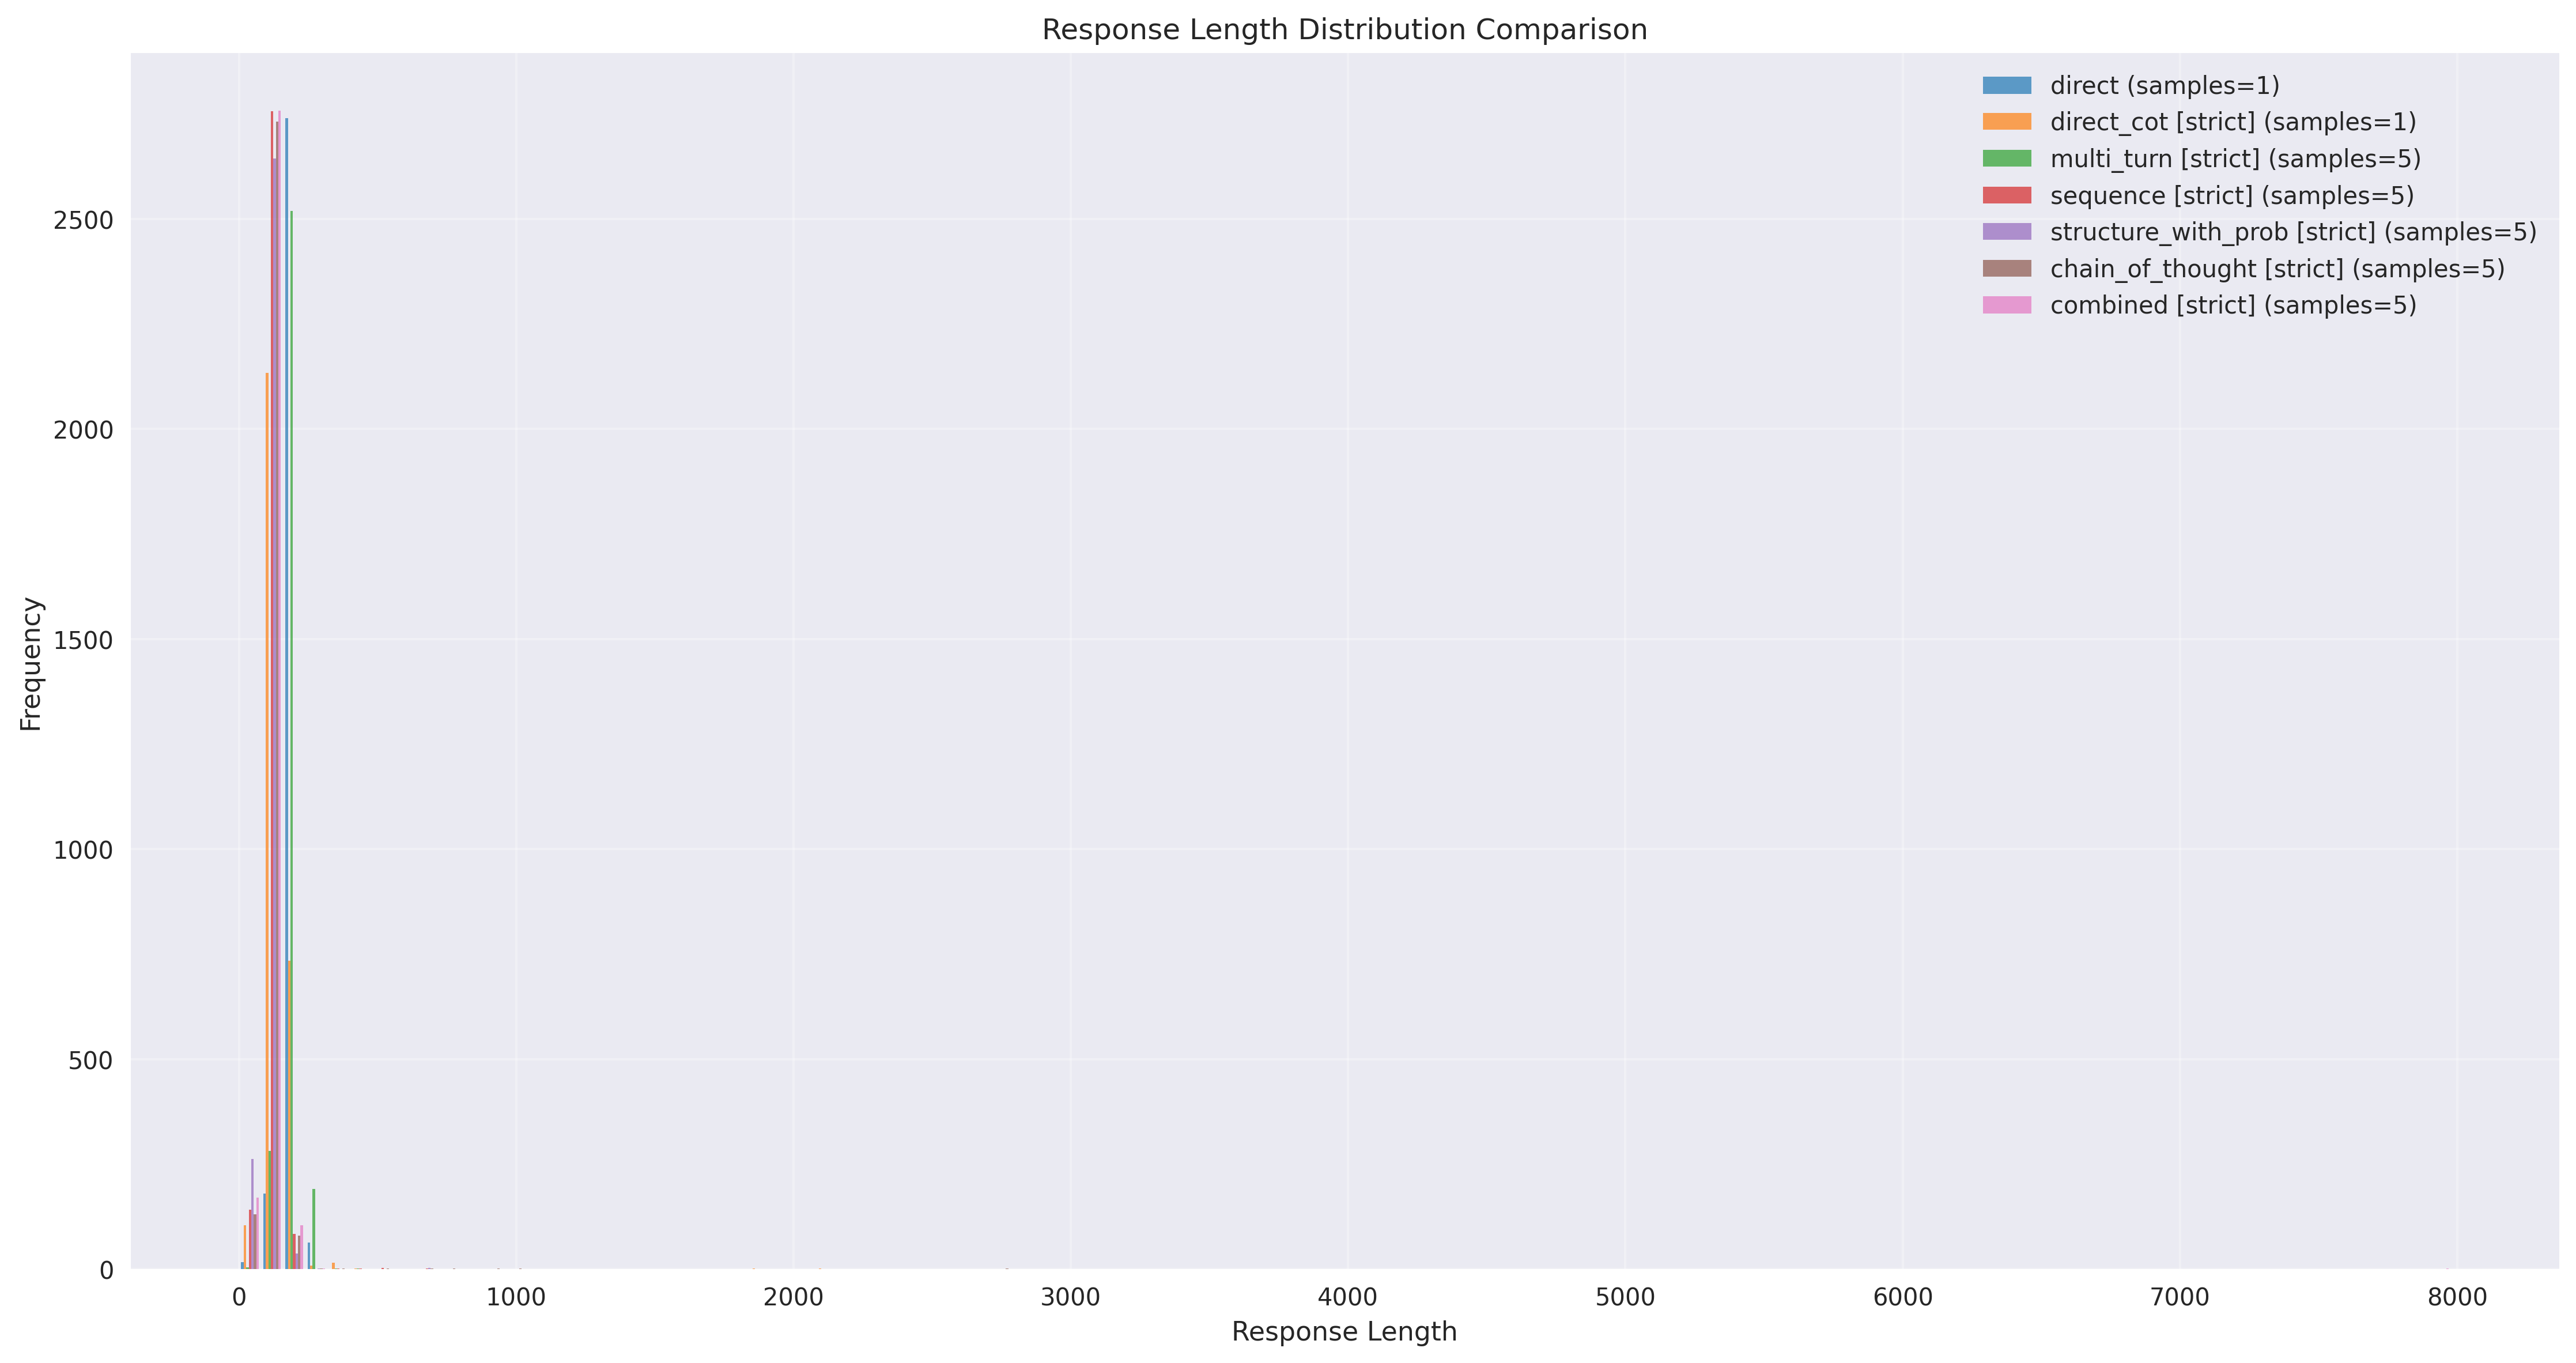 Response Length Distribution Comparison
direct (samples=1)
direct_cot [strict] (samples=1)
multi_turn [strict] (samples=5)
sequence [strict] (samples=5)
structure_with_prob [strict] (samples=5)
chain_of_thought [strict] (samples=5)
combined [strict] (samples=5)
Frequency
2500
2000
1500
1000
500
0
0 1000 2000 3000 4000 5000 6000 7000 8000
Response Length